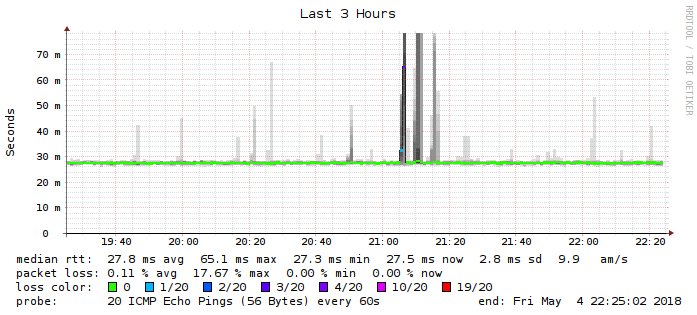 Last 3 Hours
RRDTOOL / TOBI OETIKER
Seconds
70 m
60 m
50 m
40 m
30 m
20 m
10 m
0
19:40 20:00 20:20 20:40 21:00 21:20 21:40 22:00 22:20
median rtt: 27.8 ms avg 65.1 ms max 27.3 ms min 27.5 ms now 2.8 ms sd 9.9 am/s
packet loss: 0.11 % avg 17.67 % max 0.00 % min 0.00 % now
loss color: 0 1/20 2/20 3/20 4/20 10/20 19/20
probe: 20 ICMP Echo Pings (56 Bytes) every 60s end: Fri May 4 22:25:02 2018